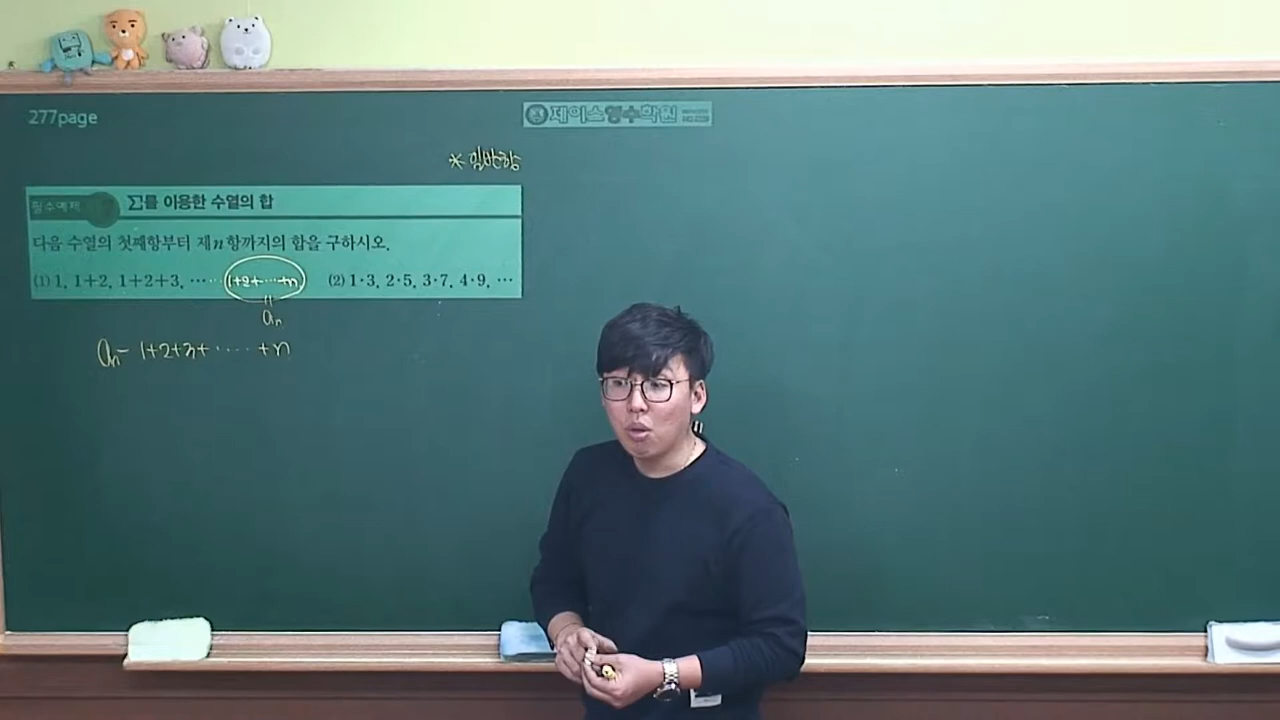 277page
제이스영수학원
* 일반항
필수예제 Σ를 이용한 수열의 합
다음 수열의 첫째항부터 제n항까지의 합을 구하시오.
(1) 1, 1+2, 1+2+3, ⋯ ⋯ 1+2+⋯+n (2) 1·3, 2·5, 3·7, 4·9, ⋯
an
an= 1+2+3+⋯⋯+n